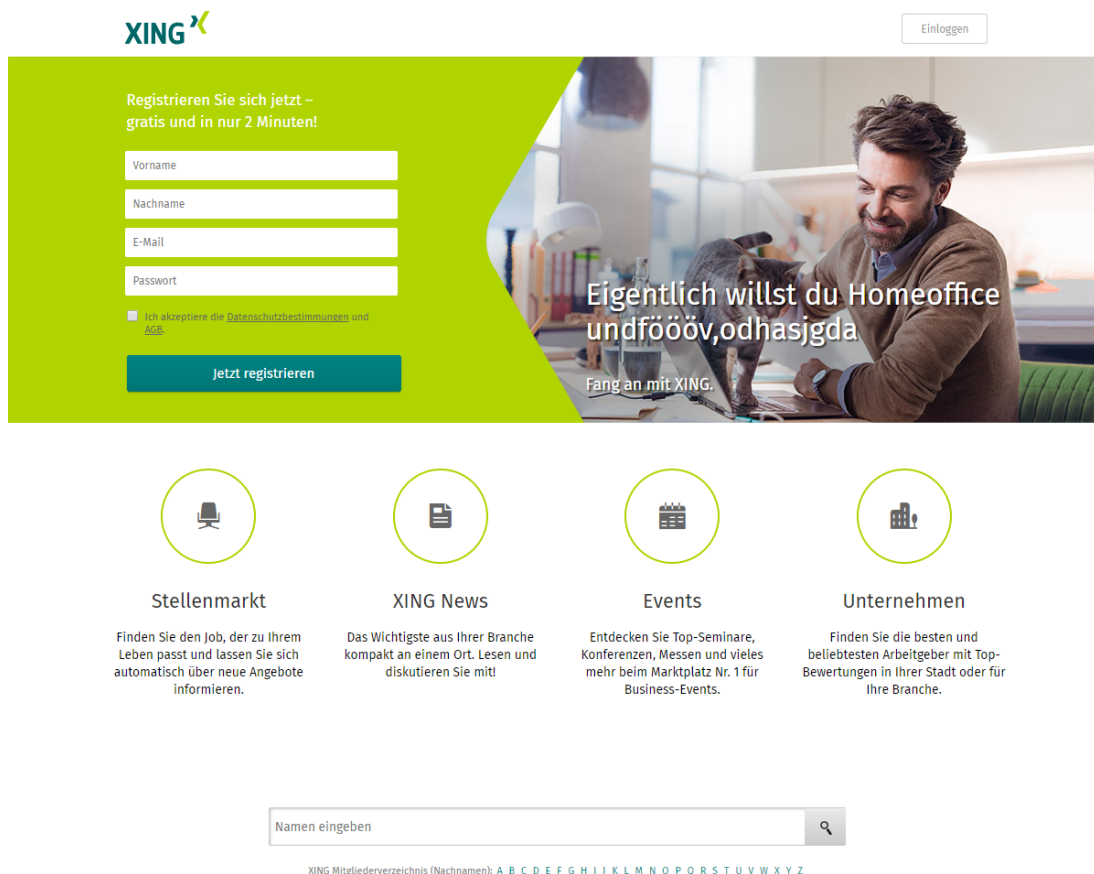 XING
Einloggen
Registrieren Sie sich jetzt –
gratis und in nur 2 Minuten!
Vorname
Nachname
E-Mail
Passwort
Ich akzeptiere die Datenschutzbestimmungen und
AGB.
Jetzt registrieren
Eigentlich willst du Homeoffice
undföööv,odhasjgda
Fang an mit XING.
Stellenmarkt
Finden Sie den Job, der zu Ihrem
Leben passt und lassen Sie sich
automatisch über neue Angebote
informieren.
XING News
Das Wichtigste aus Ihrer Branche
kompakt an einem Ort. Lesen und
diskutieren Sie mit!
Events
Entdecken Sie Top-Seminare,
Konferenzen, Messen und vieles
mehr beim Marktplatz Nr. 1 für
Business-Events.
Unternehmen
Finden Sie die besten und
beliebtesten Arbeitgeber mit Top-
Bewertungen in Ihrer Stadt oder für
Ihre Branche.
Namen eingeben
XING Mitgliederverzeichnis (Nachnamen): A B C D E F G H I J K L M N O P Q R S T U V W X Y Z